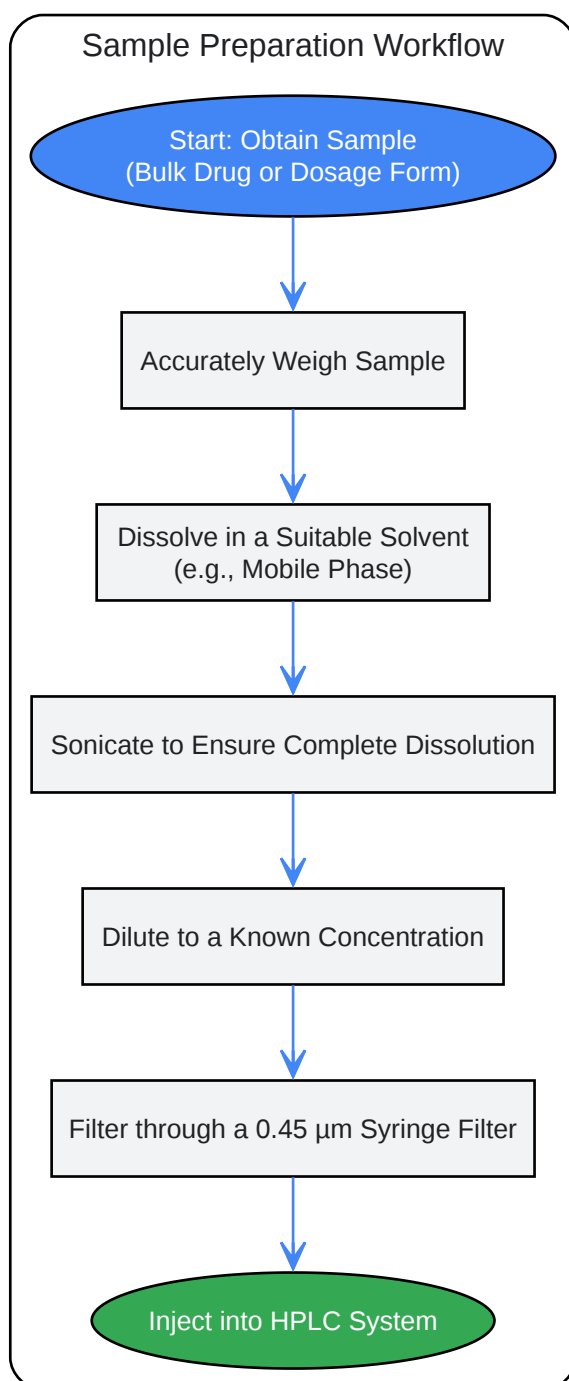 Sample Preparation Workflow
Start: Obtain Sample
(Bulk Drug or Dosage Form)
Accurately Weigh Sample
Dissolve in a Suitable Solvent
(e.g., Mobile Phase)
Sonicate to Ensure Complete Dissolution
Dilute to a Known Concentration
Filter through a 0.45 µm Syringe Filter
Inject into HPLC System